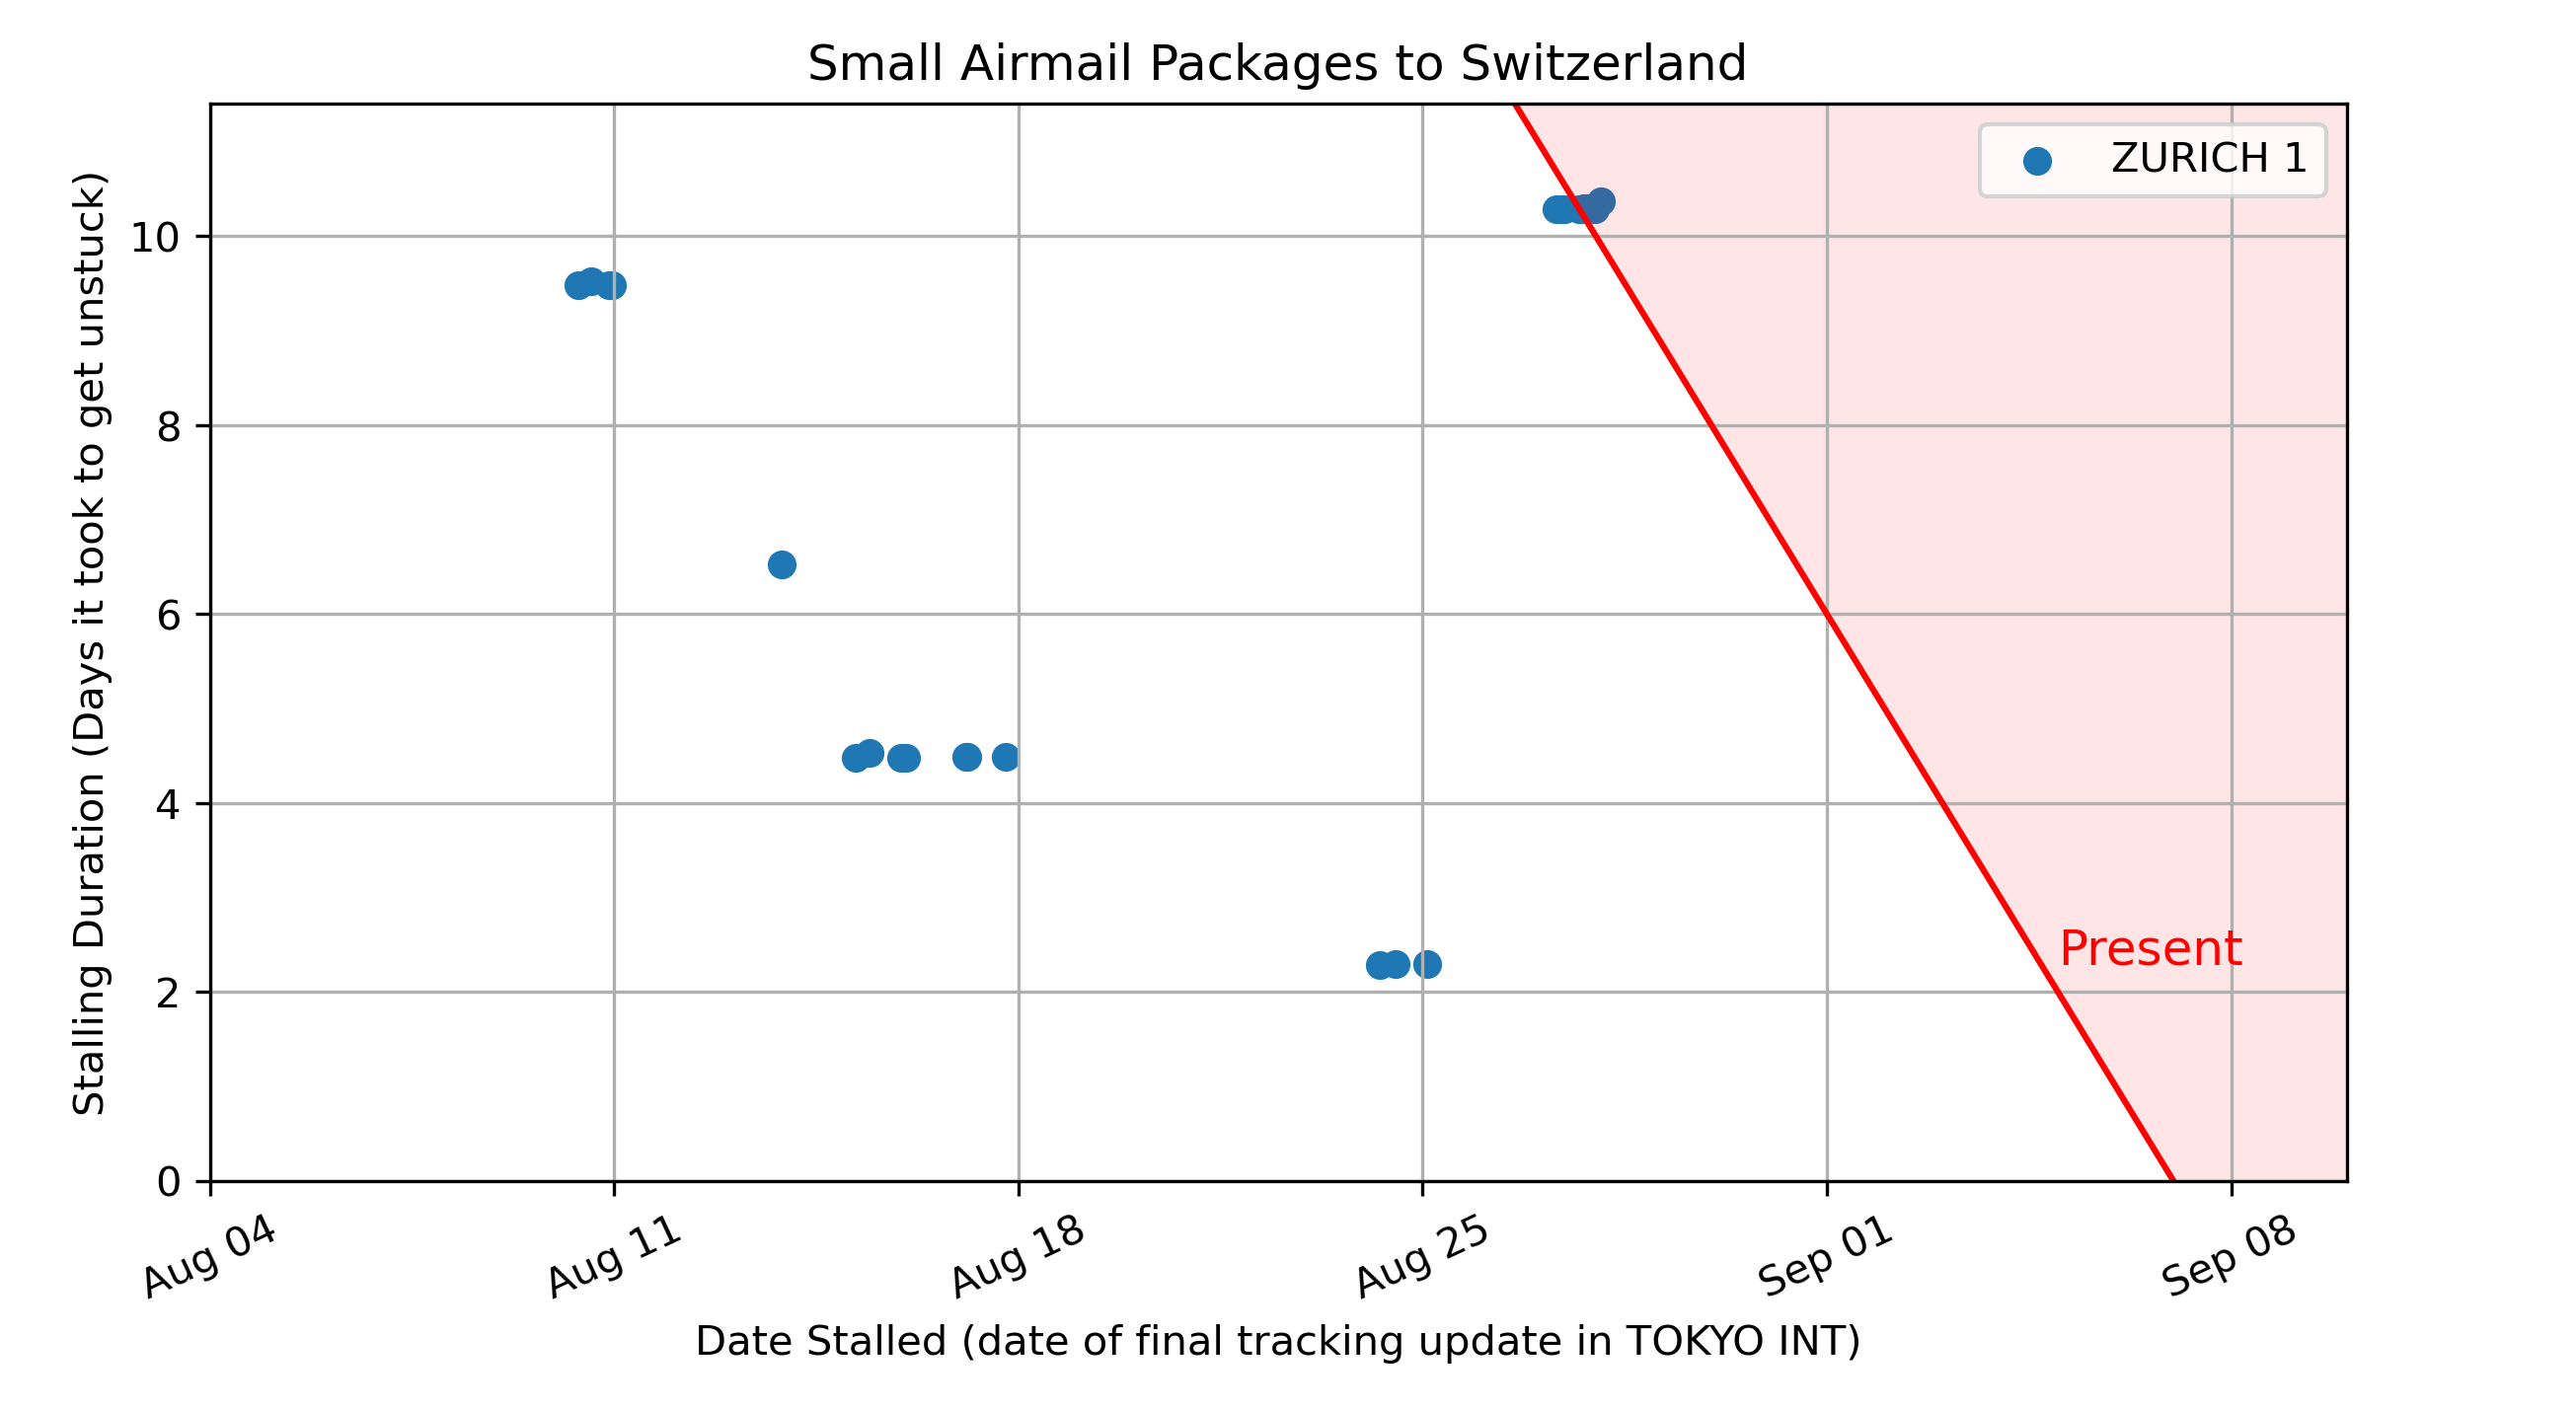 Small Airmail Packages to Switzerland
ZURICH 1
Stalling Duration (Days it took to get unstuck)
10
8
6
4
2
0
Present
Aug 04
Aug 11
Aug 18
Aug 25
Sep 01
Sep 08
Date Stalled (date of final tracking update in TOKYO INT)